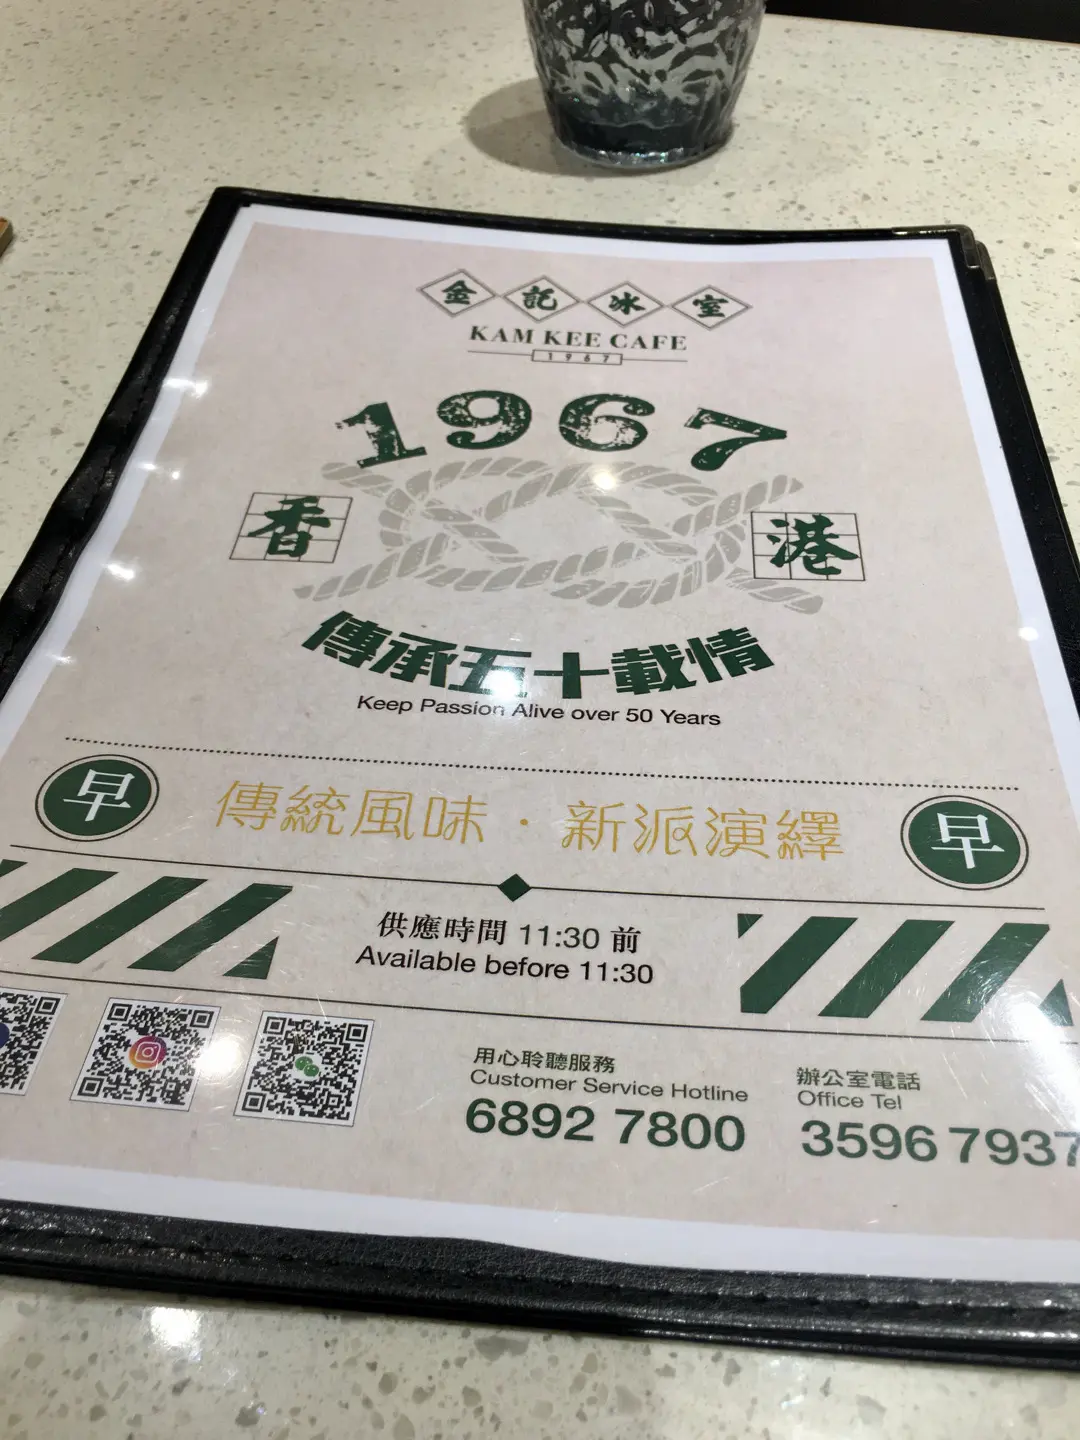 金記冰室
KAM KEE CAFE
1967
1967
香 港
傳承五十載情
Keep Passion Alive over 50 Years
早 傳統風味 · 新派演繹 早
供應時間 11:30 前
Available before 11:30
用心聆聽服務
Customer Service Hotline
6892 7800
辦公室電話
Office Tel
3596 7937